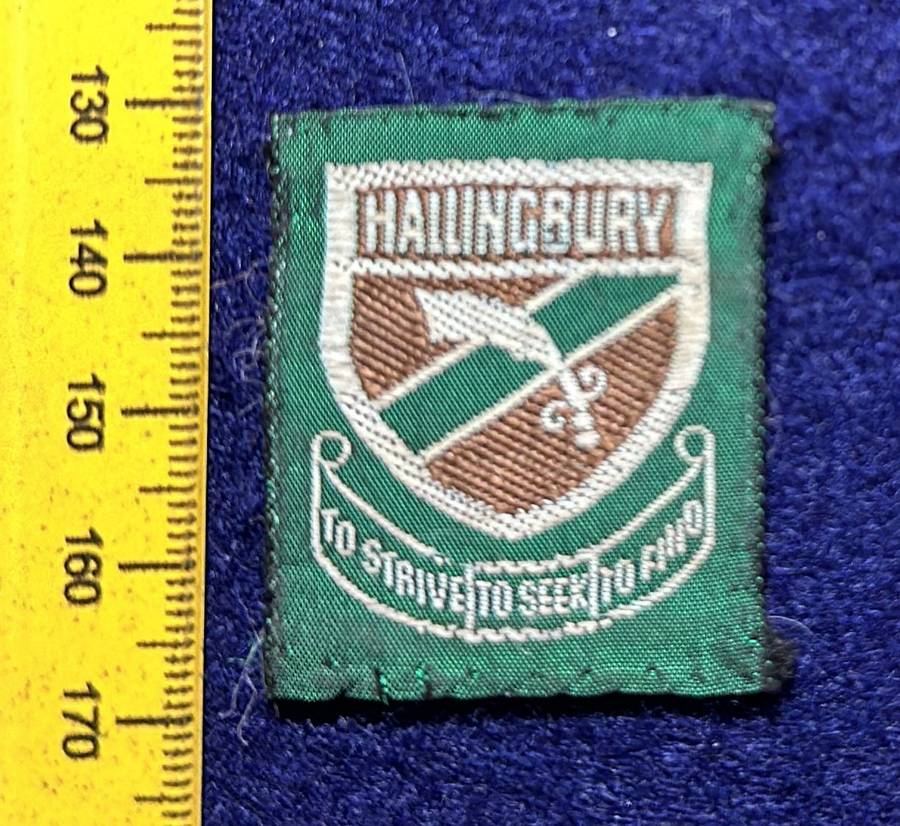 HALLINGBURY
TO STRIVE TO SEEK TO FIND
130
140
150
160
170